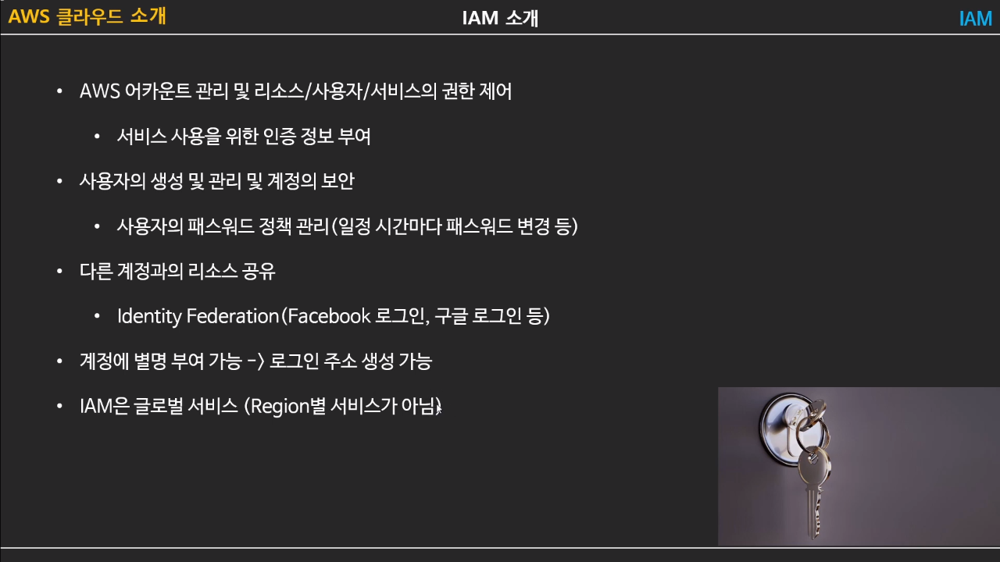 AWS 클라우드 소개
IAM 소개
IAM
• AWS 어카운트 관리 및 리소스/사용자/서비스의 권한 제어
• 서비스 사용을 위한 인증 정보 부여
• 사용자의 생성 및 관리 및 계정의 보안
• 사용자의 패스워드 정책 관리(일정 시간마다 패스워드 변경 등)
• 다른 계정과의 리소스 공유
• Identity Federation(Facebook 로그인, 구글 로그인 등)
• 계정에 별명 부여 가능 -> 로그인 주소 생성 가능
• IAM은 글로벌 서비스 (Region별 서비스가 아님)